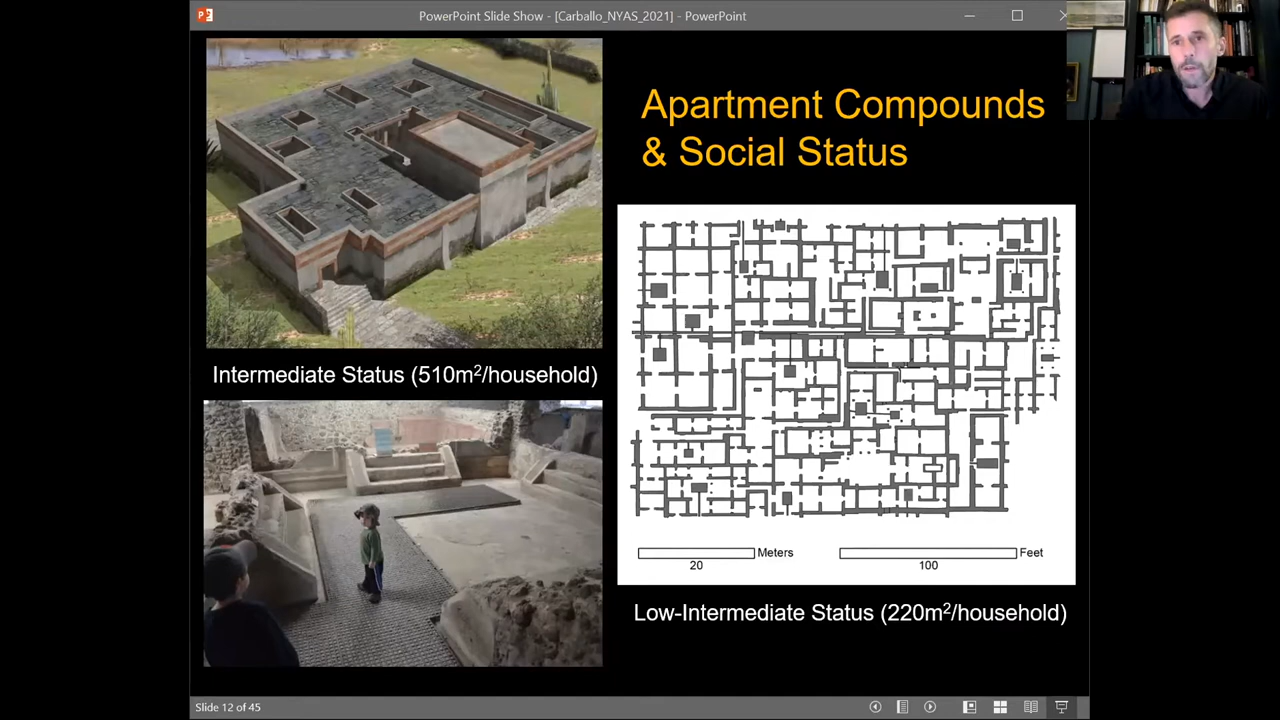 PowerPoint Slide Show - [Carballo_NYAS_2021] - PowerPoint
Apartment Compounds
& Social Status
Intermediate Status (510m²/household)
Meters
Feet
20
100
Low-Intermediate Status (220m²/household)
Slide 12 of 45